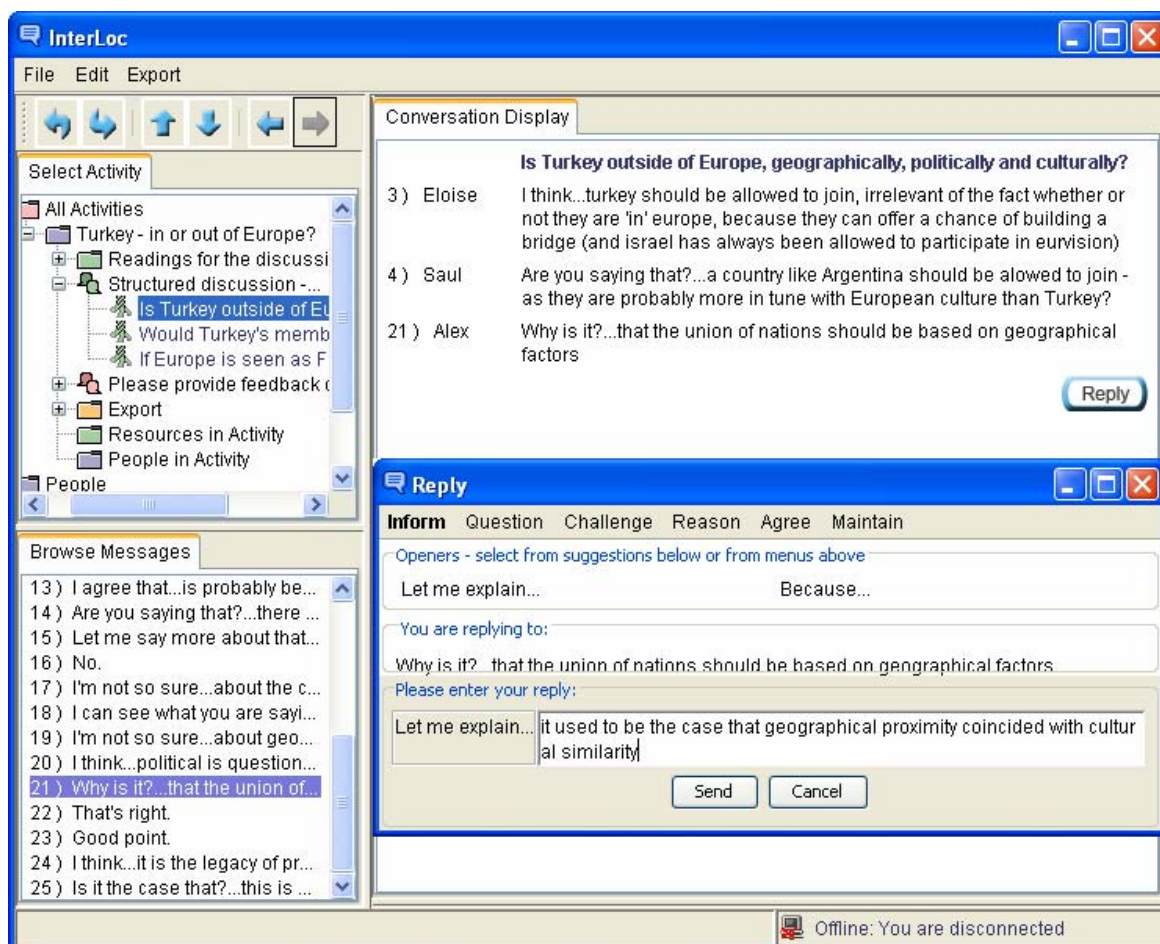 InterLoc
File Edit Export
Select Activity
All Activities
Turkey - in or out of Europe?
Readings for the discussi
Structured discussion -...
Is Turkey outside of Eu
Would Turkey's memb
If Europe is seen as F
Please provide feedback
Export
Resources in Activity
People in Activity
People
Browse Messages
13 ) I agree that...is probably be...
14 ) Are you saying that?...there ...
15 ) Let me say more about that...
16 ) No.
17 ) I'm not so sure...about the c...
18 ) I can see what you are sayi...
19 ) I'm not so sure...about geo...
20 ) I think...political is question...
21 ) Why is it?...that the union of...
22 ) That's right.
23 ) Good point.
24 ) I think...it is the legacy of pr...
25 ) Is it the case that?...this is ...
Conversation Display
Is Turkey outside of Europe, geographically, politically and culturally?
3 ) Eloise I think...turkey should be allowed to join, irrelevant of the fact whether or
not they are 'in' europe, because they can offer a chance of building a
bridge (and israel has always been allowed to participate in eurvision)
4 ) Saul Are you saying that?...a country like Argentina should be alowed to join -
as they are probably more in tune with European culture than Turkey?
21 ) Alex Why is it?...that the union of nations should be based on geographical
factors
Reply
Reply
Inform Question Challenge Reason Agree Maintain
Openers - select from suggestions below or from menus above
Let me explain... Because...
You are replying to:
Why is it?...that the union of nations should be based on geographical factors
Please enter your reply:
Let me explain... it used to be the case that geographical proximity coincided with cultur
al similarity
Send Cancel
Offline: You are disconnected